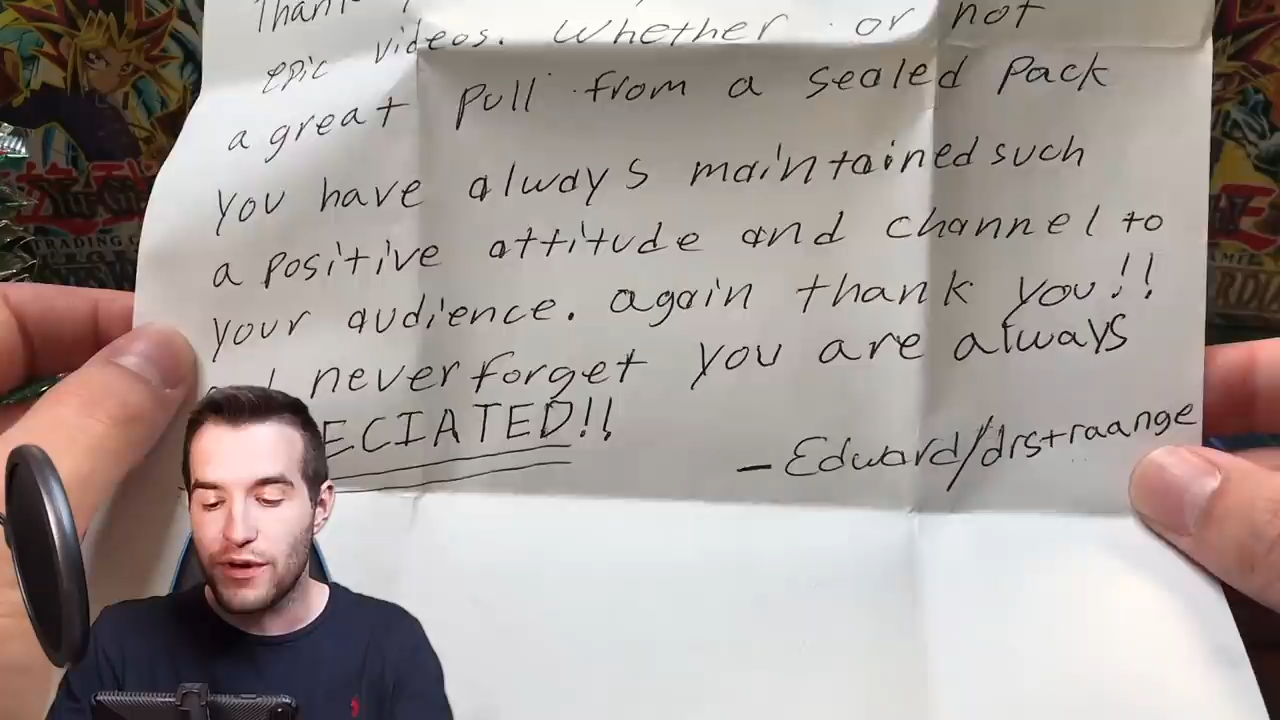 epic videos. Whether or not
a great pull from a sealed pack
you have always maintained such
a positive attitude and channel to
your audience. again thank you!!
never forget you are always
ECIATED!!
- Edward/drstraange
TRADING